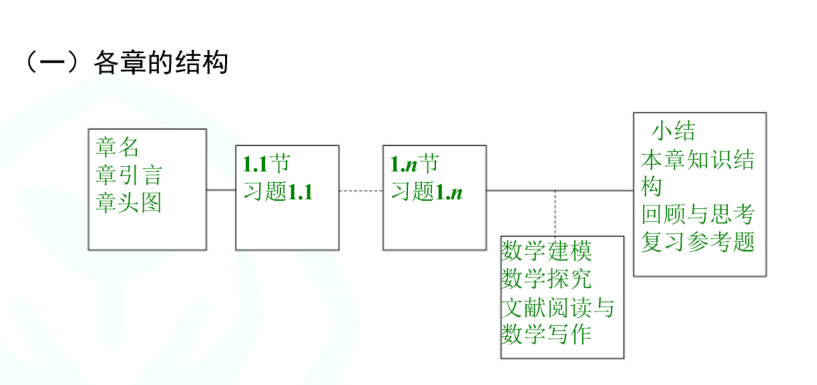 （一）各章的结构
章名
章引言
章头图
1.1节
习题1.1
1.n节
习题1.n
数学建模
数学探究
文献阅读与
数学写作
小结
本章知识结
构
回顾与思考
复习参考题